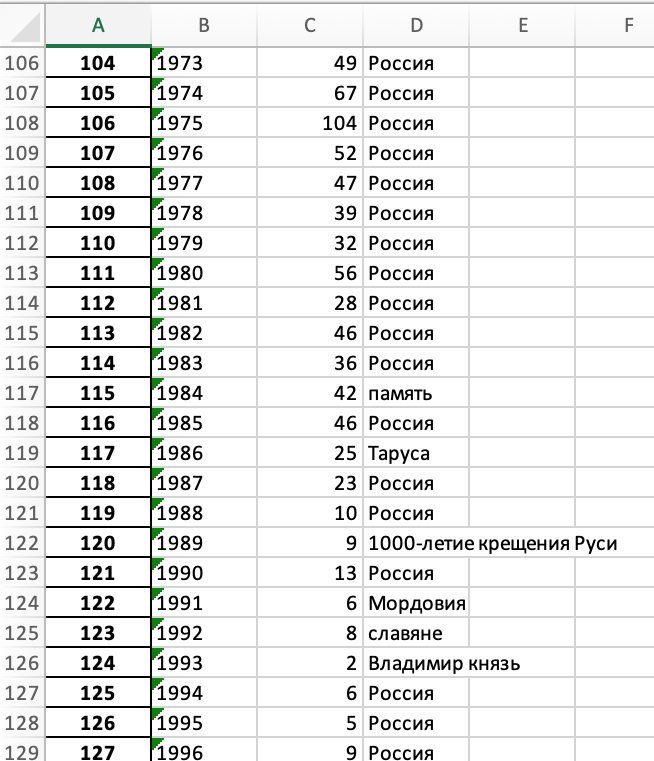 A B C D E F
106 104 1973 49 Россия
107 105 1974 67 Россия
108 106 1975 104 Россия
109 107 1976 52 Россия
110 108 1977 47 Россия
111 109 1978 39 Россия
112 110 1979 32 Россия
113 111 1980 56 Россия
114 112 1981 28 Россия
115 113 1982 46 Россия
116 114 1983 36 Россия
117 115 1984 42 память
118 116 1985 46 Россия
119 117 1986 25 Таруса
120 118 1987 23 Россия
121 119 1988 10 Россия
122 120 1989 9 1000-летие крещения Руси
123 121 1990 13 Россия
124 122 1991 6 Мордовия
125 123 1992 8 славяне
126 124 1993 2 Владимир князь
127 125 1994 6 Россия
128 126 1995 5 Россия
129 127 1996 9 Россия